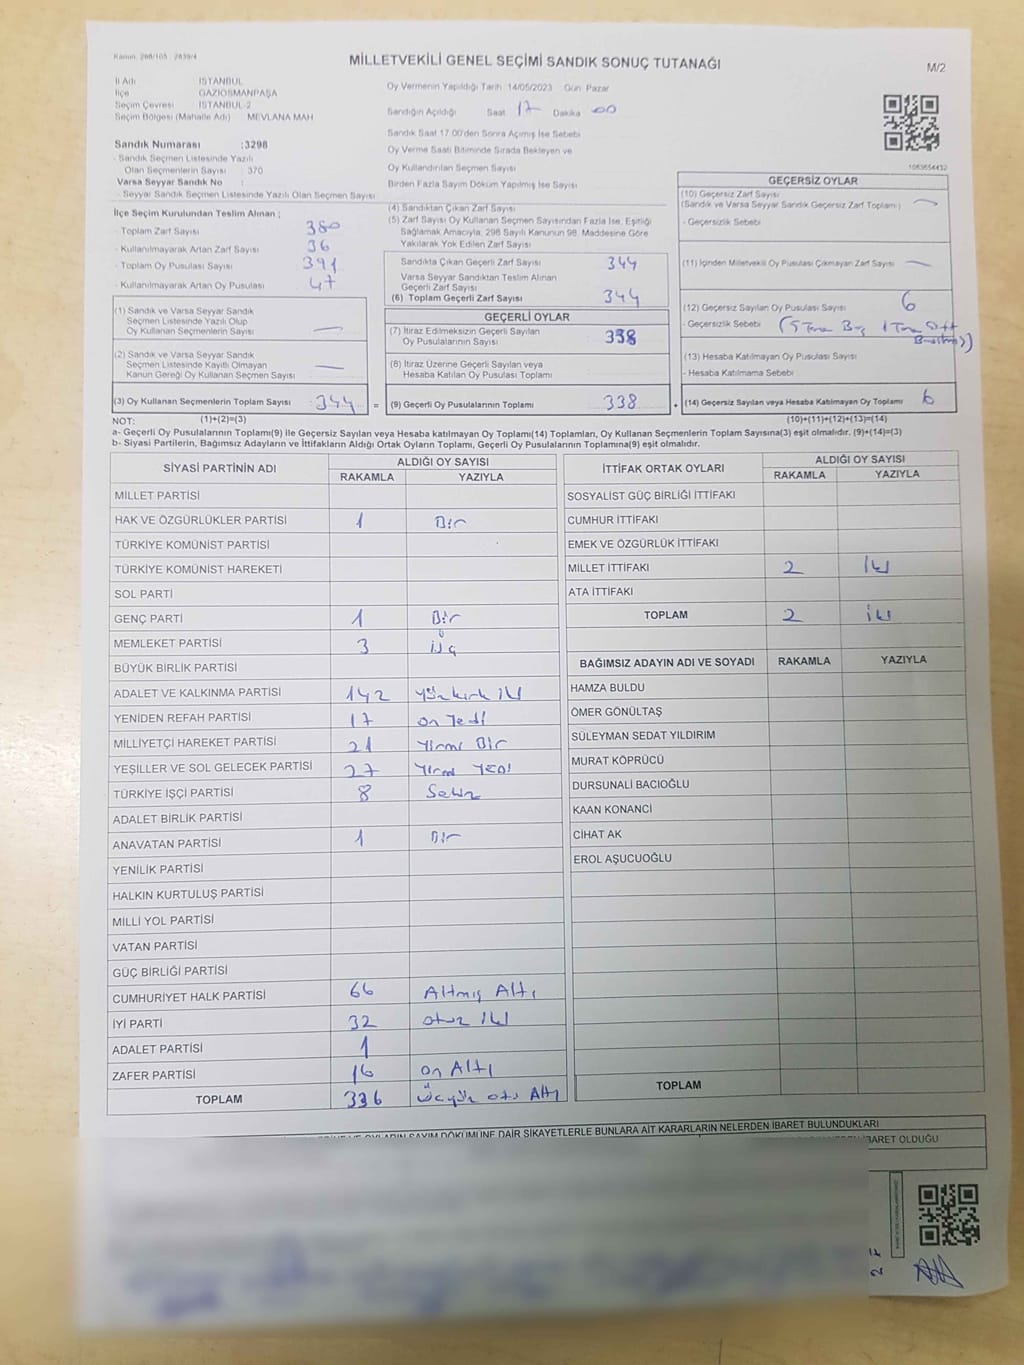 Kanun: 298/105 - 2839/4
MİLLETVEKİLİ GENEL SEÇİMİ SANDIK SONUÇ TUTANAĞI
M/2
İl Adı İSTANBUL
İlçe GAZİOSMANPAŞA
Seçim Çevresi İSTANBUL-2
Seçim Bölgesi (Mahalle Adı) MEVLANA MAH
Oy Vermenin Yapıldığı Tarih 14/05/2023 Gün Pazar
Sandığın Açıldığı Saat 17 Dakika 00
Sandık Saat 17.00'den Sonra Açılmış İse Sebebi
Oy Verme Saati Bitiminde Sırada Bekleyen ve
Oy Kullandırılan Seçmen Sayısı
Birden Fazla Sayım Döküm Yapılmış İse Sayısı
Sandık Numarası :3298
- Sandık Seçmen Listesinde Yazılı
Olan Seçmenlerin Sayısı : 370
Varsa Seyyar Sandık No :
- Seyyar Sandık Seçmen Listesinde Yazılı Olan Seçmen Sayısı
İlçe Seçim Kurulundan Teslim Alınan ;
- Toplam Zarf Sayısı 380
- Kullanılmayarak Artan Zarf Sayısı 36
- Toplam Oy Pusulası Sayısı 391
- Kullanılmayarak Artan Oy Pusulası 47
(1) Sandık ve Varsa Seyyar Sandık
Seçmen Listesinde Yazılı Olup
Oy Kullanan Seçmenlerin Sayısı —
(2) Sandık ve Varsa Seyyar Sandık
Seçmen Listesinde Kayıtlı Olmayan
Kanun Gereği Oy Kullanan Seçmen Sayısı —
(3) Oy Kullanan Seçmenlerin Toplam Sayısı 344 =
(4) Sandıktan Çıkan Zarf Sayısı
(5) Zarf Sayısı Oy Kullanan Seçmen Sayısından Fazla İse, Eşitliği
Sağlamak Amacıyla, 298 Sayılı Kanunun 98. Maddesine Göre
Yakılarak Yok Edilen Zarf Sayısı
Sandıkta Çıkan Geçerli Zarf Sayısı 344
Varsa Seyyar Sandıktan Teslim Alınan
Geçerli Zarf Sayısı
(6) Toplam Geçerli Zarf Sayısı 344
GEÇERLİ OYLAR
(7) İtiraz Edilmeksizin Geçerli Sayılan
Oy Pusulalarının Sayısı 338
(8) İtiraz Üzerine Geçerli Sayılan veya
Hesaba Katılan Oy Pusulası Toplamı
(9) Geçerli Oy Pusulalarının Toplamı 338 +
1063654432
GEÇERSİZ OYLAR
(10) Geçersiz Zarf Sayısı
(Sandık ve Varsa Seyyar Sandık Geçersiz Zarf Toplamı) —
- Geçersizlik Sebebi
(11) İçinden Milletvekili Oy Pusulası Çıkmayan Zarf Sayısı —
(12) Geçersiz Sayılan Oy Pusulası Sayısı 6
- Geçersizlik Sebebi (5 Tane Boş 1 Tane
(13) Hesaba Katılmayan Oy Pusulası Sayısı
- Hesaba Katılmama Sebebi
(14) Geçersiz Sayılan veya Hesaba Katılmayan Oy Toplamı 6
NOT: (1)+(2)=(3) (10)+(11)+(12)+(13)=(14)
a- Geçerli Oy Pusulalarının(9) ile Geçersiz Sayılan veya Hesaba katılmayan Oy Toplamı(14) Toplamları, Oy Kullanan Seçmenlerin Toplam Sayısına(3) eşit olmalıdır. (9)+(14)=(3)
b- Siyasi Partilerin, Bağımsız Adayların ve İttifakların Aldığı Ortak Oyların Toplamı, Geçerli Oy Pusulalarının Toplamına(9) eşit olmalıdır.
SİYASİ PARTİNİN ADI ALDIĞI OY SAYISI
RAKAMLA YAZIYLA
MİLLET PARTİSİ
HAK VE ÖZGÜRLÜKLER PARTİSİ 1 Bir
TÜRKİYE KOMÜNİST PARTİSİ
TÜRKİYE KOMÜNİST HAREKETİ
SOL PARTİ
GENÇ PARTİ 1 Bir
MEMLEKET PARTİSİ 3 Üç
BÜYÜK BİRLİK PARTİSİ
ADALET VE KALKINMA PARTİSİ 142 Yüzkırk iki
YENİDEN REFAH PARTİSİ 17 on Yedi
MİLLİYETÇİ HAREKET PARTİSİ 21 Yirmi Bir
YEŞİLLER VE SOL GELECEK PARTİSİ 27 Yirmi YEDİ
TÜRKİYE İŞÇİ PARTİSİ 8 Sekiz
ADALET BİRLİK PARTİSİ
ANAVATAN PARTİSİ 1 Bir
YENİLİK PARTİSİ
HALKIN KURTULUŞ PARTİSİ
MİLLİ YOL PARTİSİ
VATAN PARTİSİ
GÜÇ BİRLİĞİ PARTİSİ
CUMHURİYET HALK PARTİSİ 66 Altmış Altı
İYİ PARTİ 32 otuz iki
ADALET PARTİSİ 1
ZAFER PARTİSİ 16 on Altı
TOPLAM 336 üçyüz otuz Altı
İTTİFAK ORTAK OYLARI ALDIĞI OY SAYISI
RAKAMLA YAZIYLA
SOSYALİST GÜÇ BİRLİĞİ İTTİFAKI
CUMHUR İTTİFAKI
EMEK VE ÖZGÜRLÜK İTTİFAKI
MİLLET İTTİFAKI 2 iki
ATA İTTİFAKI
TOPLAM 2 iki
BAĞIMSIZ ADAYIN ADI VE SOYADI RAKAMLA YAZIYLA
HAMZA BULDU
ÖMER GÖNÜLTAŞ
SÜLEYMAN SEDAT YILDIRIM
MURAT KÖPRÜCÜ
DURSUNALİ BACIOĞLU
KAAN KONANCİ
CİHAT AK
EROL AŞUCUOĞLU
TOPLAM
OYLARIN SAYIM DÖKÜMÜNE DAİR ŞİKAYETLERLE BUNLARA AİT KARARLARIN NELERDEN İBARET BULUNDUKLARI
İBARET OLDUĞU